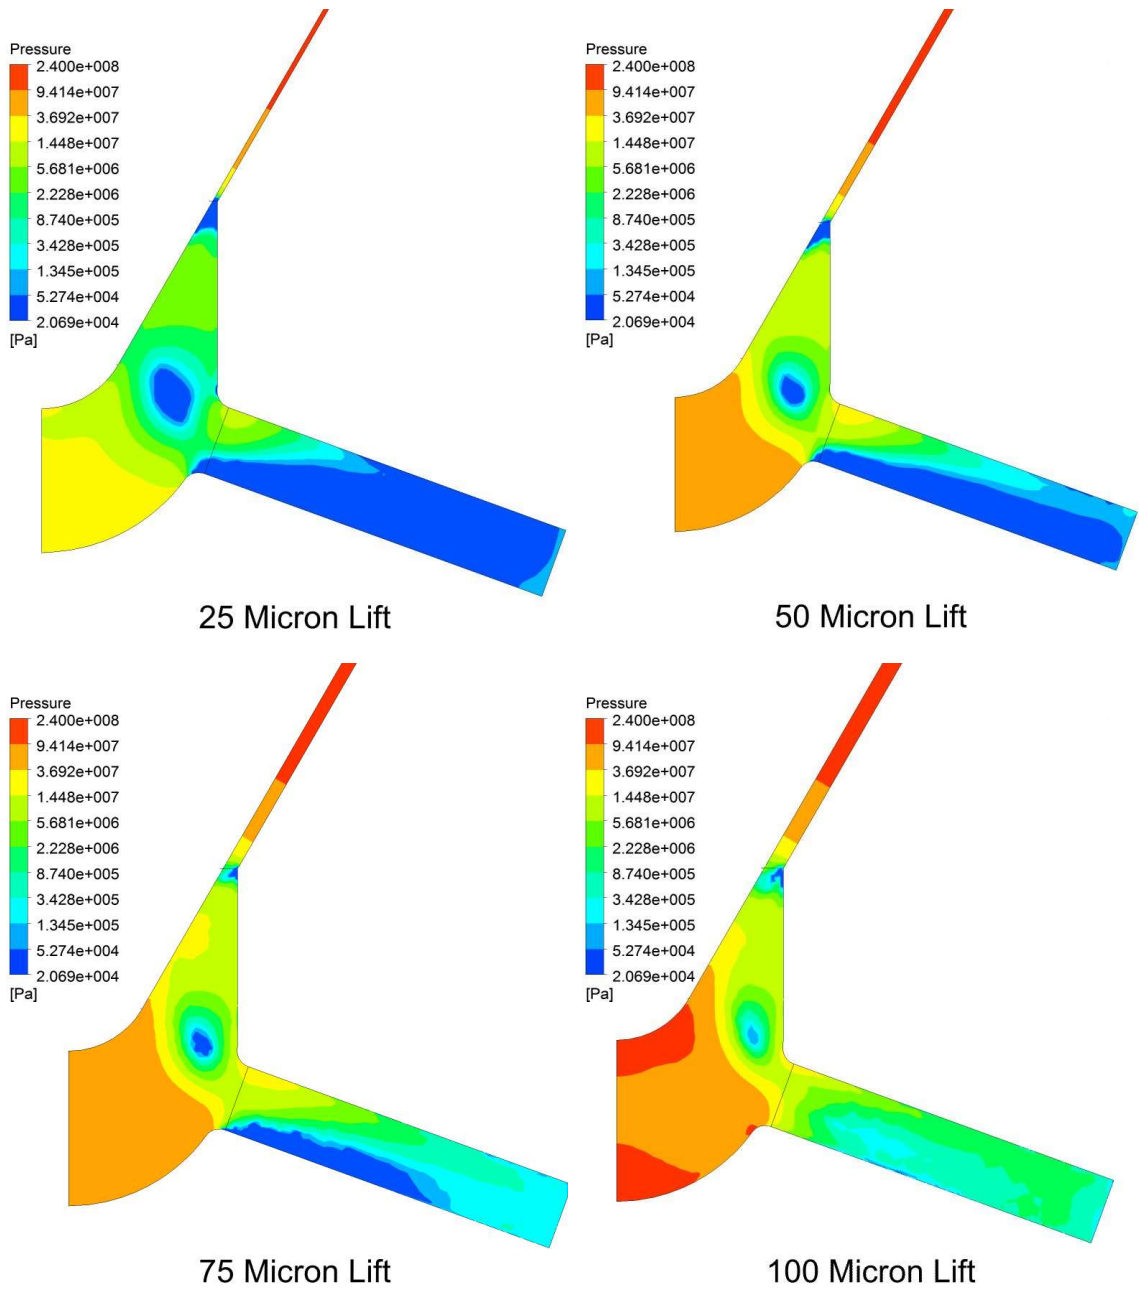 Pressure
2.400e+008
9.414e+007
3.692e+007
1.448e+007
5.681e+006
2.228e+006
8.740e+005
3.428e+005
1.345e+005
5.274e+004
2.069e+004
[Pa]
25 Micron Lift
Pressure
2.400e+008
9.414e+007
3.692e+007
1.448e+007
5.681e+006
2.228e+006
8.740e+005
3.428e+005
1.345e+005
5.274e+004
2.069e+004
[Pa]
50 Micron Lift
Pressure
2.400e+008
9.414e+007
3.692e+007
1.448e+007
5.681e+006
2.228e+006
8.740e+005
3.428e+005
1.345e+005
5.274e+004
2.069e+004
[Pa]
75 Micron Lift
Pressure
2.400e+008
9.414e+007
3.692e+007
1.448e+007
5.681e+006
2.228e+006
8.740e+005
3.428e+005
1.345e+005
5.274e+004
2.069e+004
[Pa]
100 Micron Lift